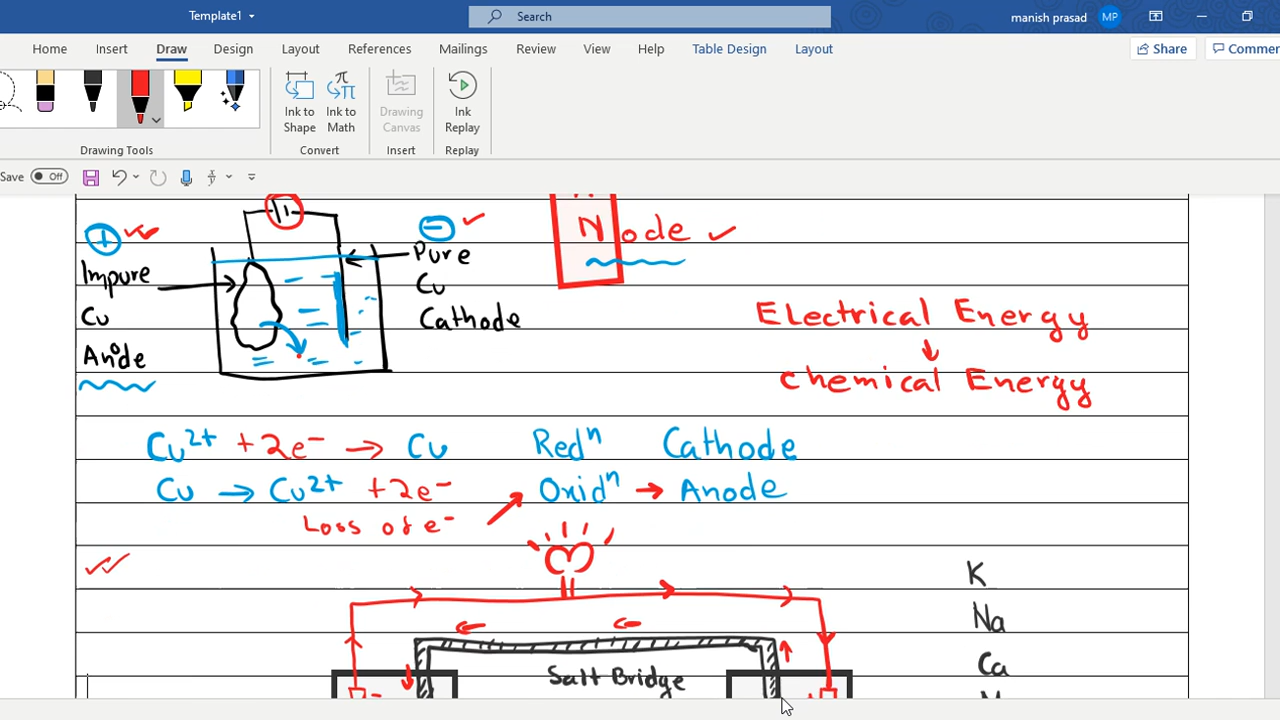 Template1
Search
manish prasad MP
Home Insert Draw Design Layout References Mailings Review View Help Table Design Layout Share Comme
Ink to Shape
Ink to Math
Drawing Canvas
Ink Replay
Drawing Tools Convert Insert Replay
Save Off
+
Impure
Cu
Anode
−
Pure
Cu
Cathode
Node
Electrical Energy
↓
Chemical Energy
Cu²⁺ + 2e⁻ → Cu Redⁿ Cathode
Cu → Cu²⁺ + 2e⁻ Oxidⁿ → Anode
Loss of e⁻
Salt Bridge
K
Na
Ca